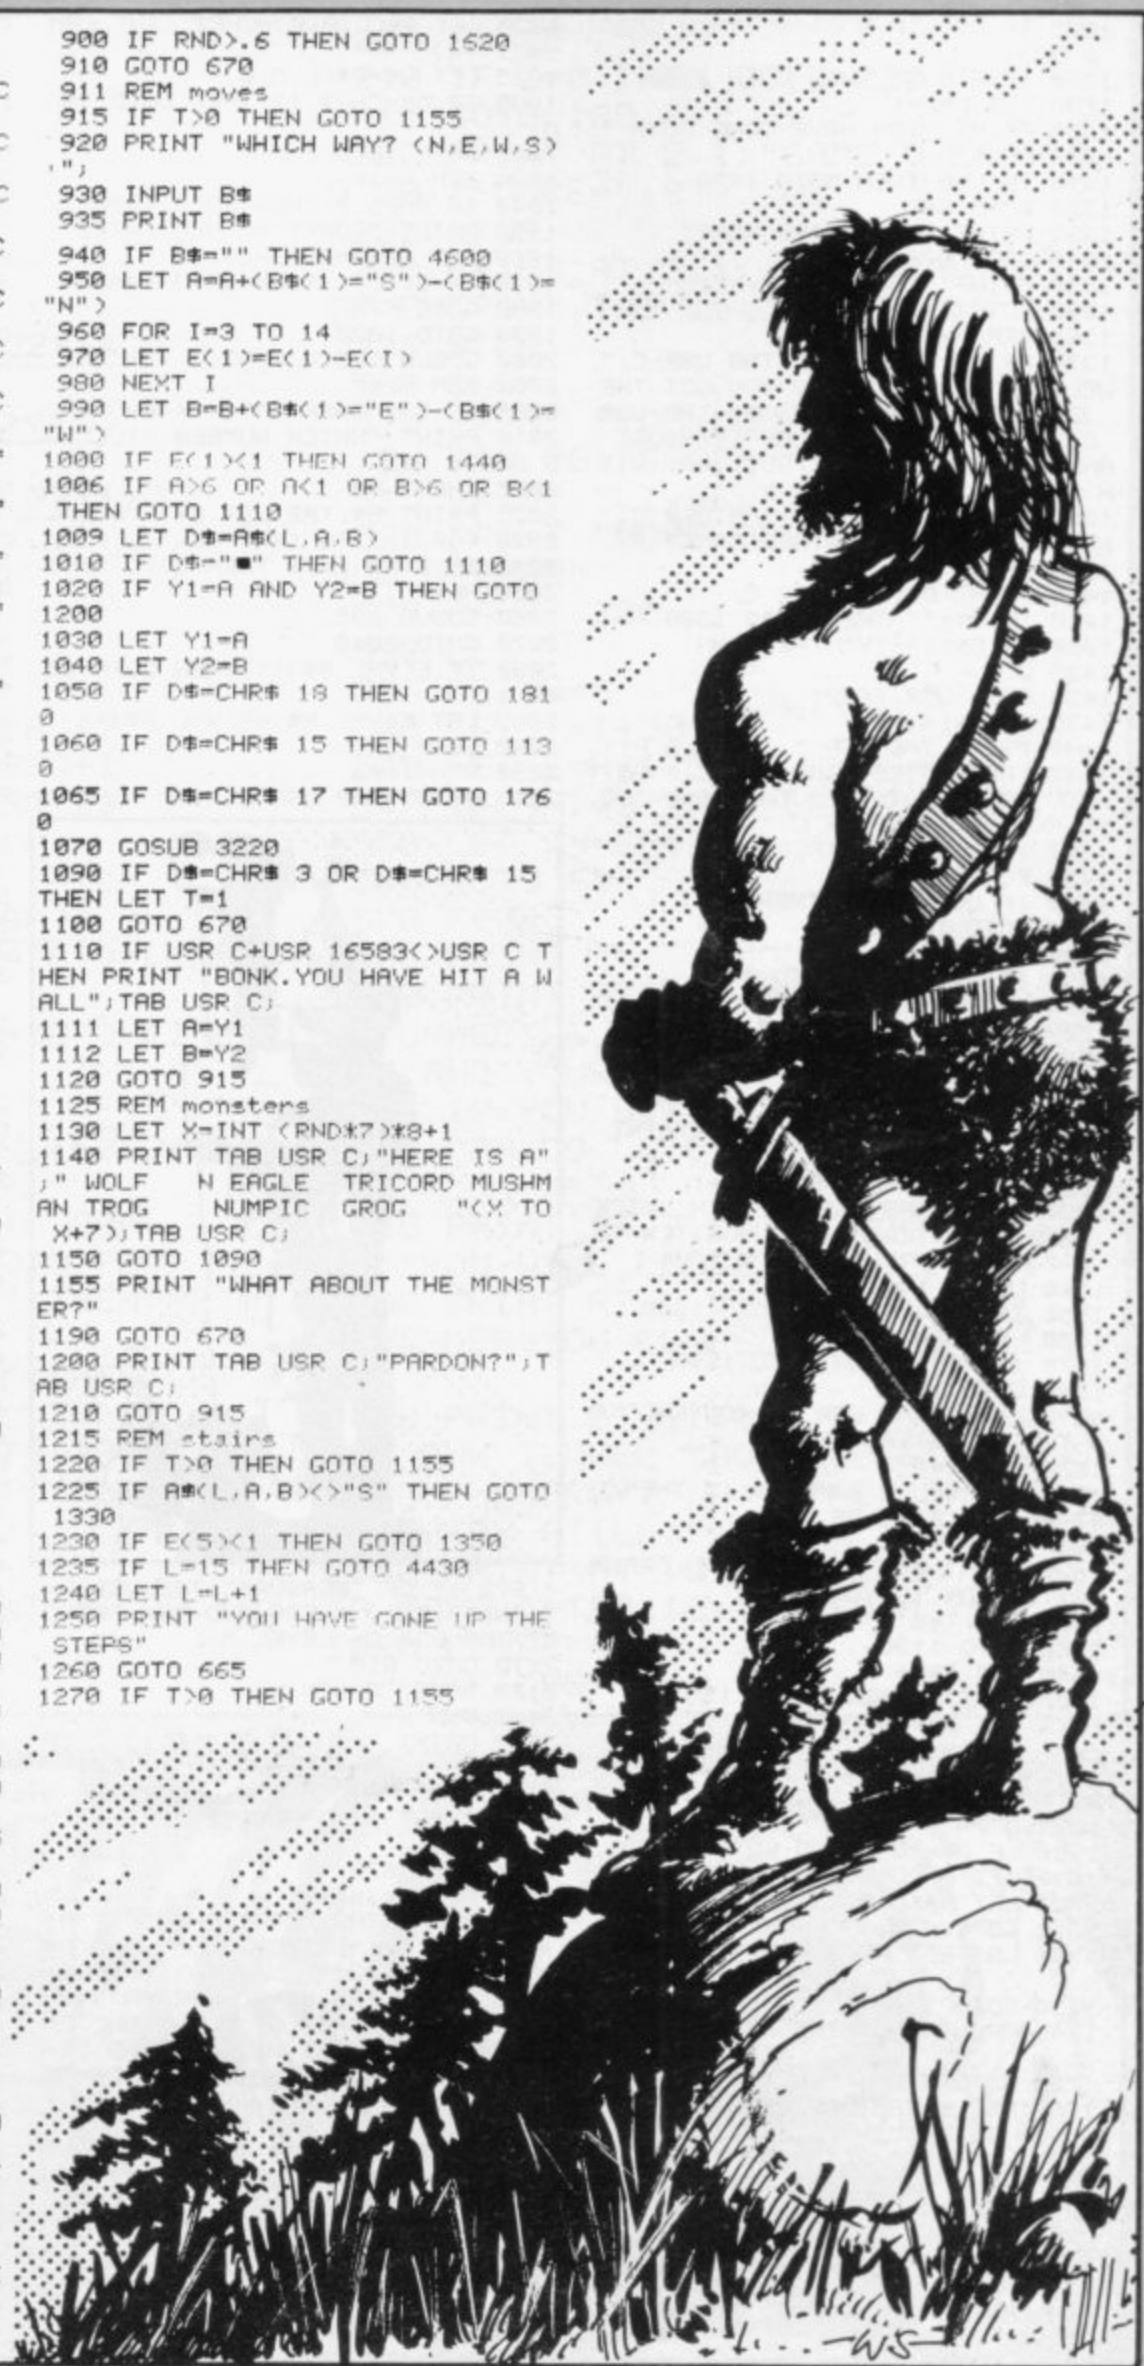 900 IF RND>.6 THEN GOTO 1620
910 GOTO 670
911 REM moves
915 IF T>0 THEN GOTO 1155
920 PRINT "WHICH WAY? (N,E,W,S)
.";
930 INPUT B$
935 PRINT B$
940 IF B$="" THEN GOTO 4600
950 LET A=A+(B$(1)="S")-(B$(1)=
"N")
960 FOR I=3 TO 14
970 LET E(1)=E(1)-E(I)
980 NEXT I
990 LET B=B+(B$(1)="E")-(B$(1)=
"W")
1000 IF E(1)<1 THEN GOTO 1440
1006 IF A>6 OR A<1 OR B>6 OR B<1
THEN GOTO 1110
1009 LET D$=A$(L,A,B)
1010 IF D$="■" THEN GOTO 1110
1020 IF Y1=A AND Y2=B THEN GOTO
1200
1030 LET Y1=A
1040 LET Y2=B
1050 IF D$=CHR$ 18 THEN GOTO 181
0
1060 IF D$=CHR$ 15 THEN GOTO 113
0
1065 IF D$=CHR$ 17 THEN GOTO 176
0
1070 GOSUB 3220
1090 IF D$=CHR$ 3 OR D$=CHR$ 15
THEN LET T=1
1100 GOTO 670
1110 IF USR C+USR 16583<>USR C T
HEN PRINT "BONK.YOU HAVE HIT A W
ALL";TAB USR C;
1111 LET A=Y1
1112 LET B=Y2
1120 GOTO 915
1125 REM monsters
1130 LET X=INT (RND*7)*8+1
1140 PRINT TAB USR C;"HERE IS A"
;" WOLF   N EAGLE  TRICORD MUSHM
AN TROG    NUMPIC  GROG    "(X TO
X+7);TAB USR C;
1150 GOTO 1090
1155 PRINT "WHAT ABOUT THE MONST
ER?"
1190 GOTO 670
1200 PRINT TAB USR C;"PARDON?";T
AB USR C;
1210 GOTO 915
1215 REM stairs
1220 IF T>0 THEN GOTO 1155
1225 IF A$(L,A,B)<>"S" THEN GOTO
1330
1230 IF E(5)<1 THEN GOTO 1350
1235 IF L=15 THEN GOTO 4430
1240 LET L=L+1
1250 PRINT "YOU HAVE GONE UP THE
STEPS"
1260 GOTO 665
1270 IF T>0 THEN GOTO 1155
WS